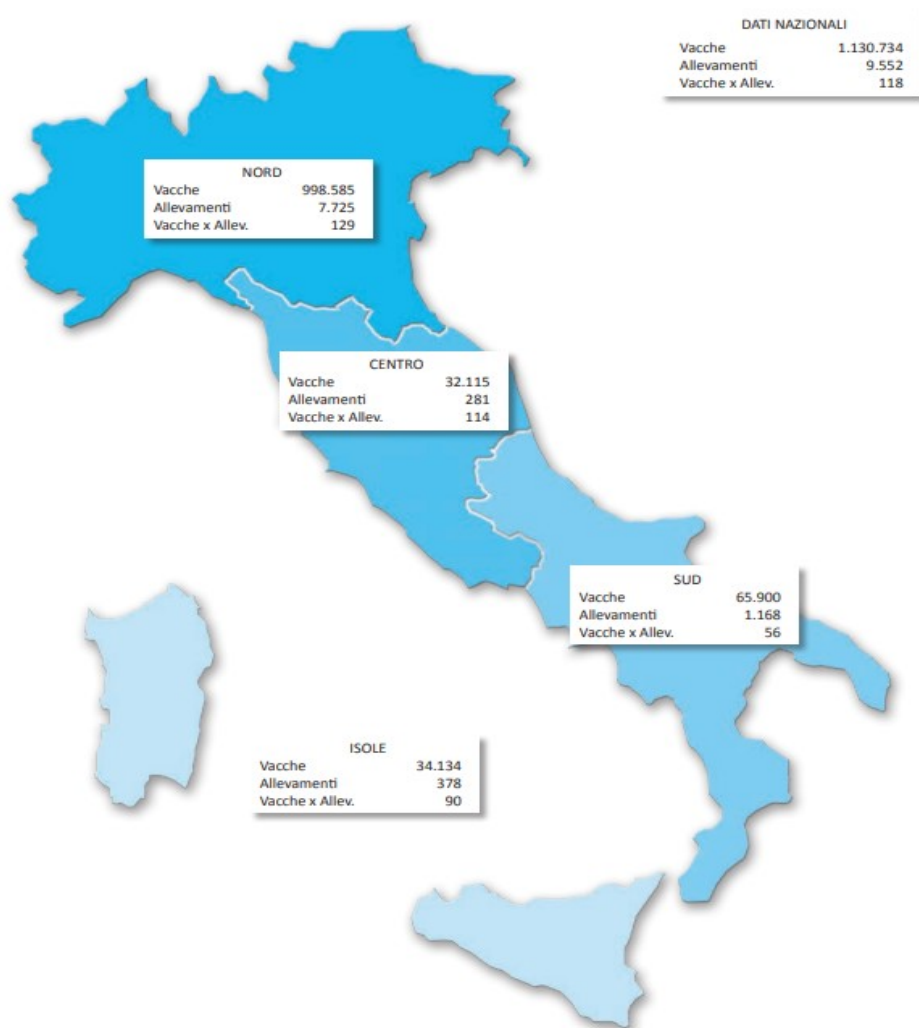 DATI NAZIONALI
Vacche 1.130.734
Allevamenti 9.552
Vacche x Allev. 118
NORD
Vacche 998.585
Allevamenti 7.725
Vacche x Allev. 129
CENTRO
Vacche 32.115
Allevamenti 281
Vacche x Allev. 114
SUD
Vacche 65.900
Allevamenti 1.168
Vacche x Allev. 56
ISOLE
Vacche 34.134
Allevamenti 378
Vacche x Allev. 90